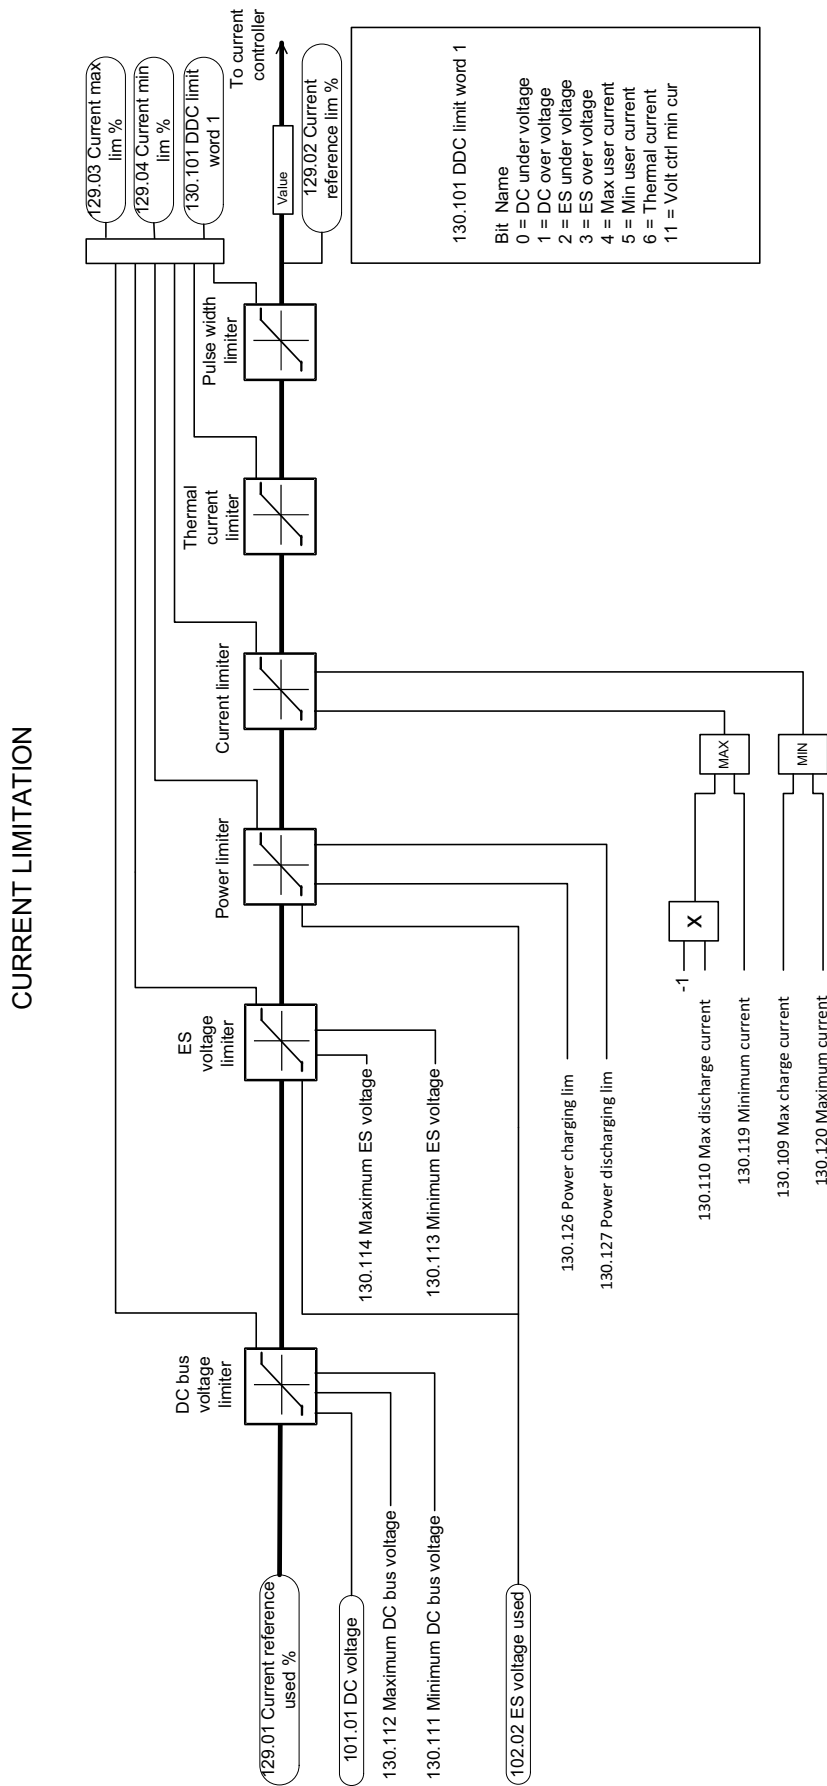 CURRENT LIMITATION
129.01 Current reference
used %
101.01 DC voltage
130.112 Maximum DC bus voltage
130.111 Minimum DC bus voltage
102.02 ES voltage used
DC bus
voltage
limiter
ES
voltage
limiter
130.114 Maximum ES voltage
130.113 Minimum ES voltage
Power limiter
130.126 Power charging lim
130.127 Power discharging lim
Current limiter
-1
X
MAX
MIN
130.110 Max discharge current
130.119 Minimum current
130.109 Max charge current
130.120 Maximum current
Thermal
current
limiter
Pulse width
limiter
129.03 Current max
lim %
129.04 Current min
lim %
130.101 DDC limit
word 1
To current
controller
Value
129.02 Current
reference lim %
130.101 DDC limit word 1
Bit Name
0 = DC under voltage
1 = DC over voltage
2 = ES under voltage
3 = ES over voltage
4 = Max user current
5 = Min user current
6 = Thermal current
11 = Volt ctrl min cur